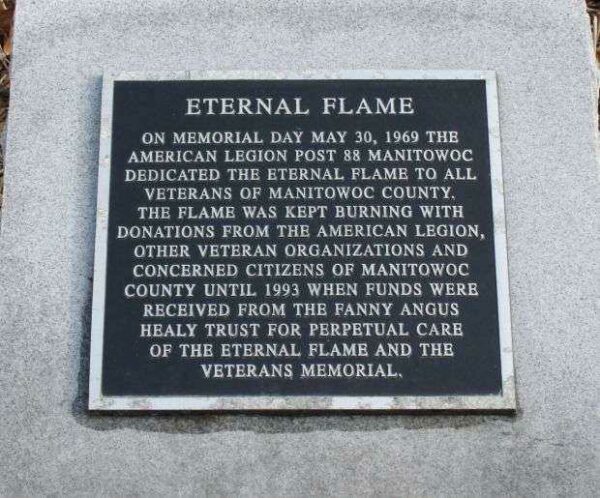 ETERNAL FLAME
ON MEMORIAL DAY MAY 30, 1969 THE
AMERICAN LEGION POST 88 MANITOWOC
DEDICATED THE ETERNAL FLAME TO ALL
VETERANS OF MANITOWOC COUNTY.
THE FLAME WAS KEPT BURNING WITH
DONATIONS FROM THE AMERICAN LEGION,
OTHER VETERAN ORGANIZATIONS AND
CONCERNED CITIZENS OF MANITOWOC
COUNTY UNTIL 1993 WHEN FUNDS WERE
RECEIVED FROM THE FANNY ANGUS
HEALY TRUST FOR PERPETUAL CARE
OF THE ETERNAL FLAME AND THE
VETERANS MEMORIAL.